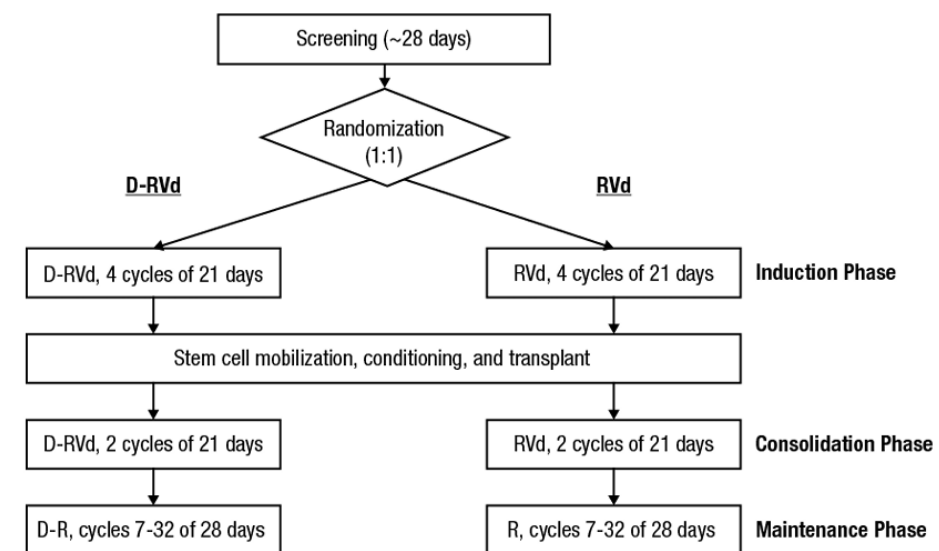 Screening (~28 days)
Randomization
(1:1)
D-RVd
RVd
D-RVd, 4 cycles of 21 days
RVd, 4 cycles of 21 days
Induction Phase
Stem cell mobilization, conditioning, and transplant
D-RVd, 2 cycles of 21 days
RVd, 2 cycles of 21 days
Consolidation Phase
D-R, cycles 7-32 of 28 days
R, cycles 7-32 of 28 days
Maintenance Phase